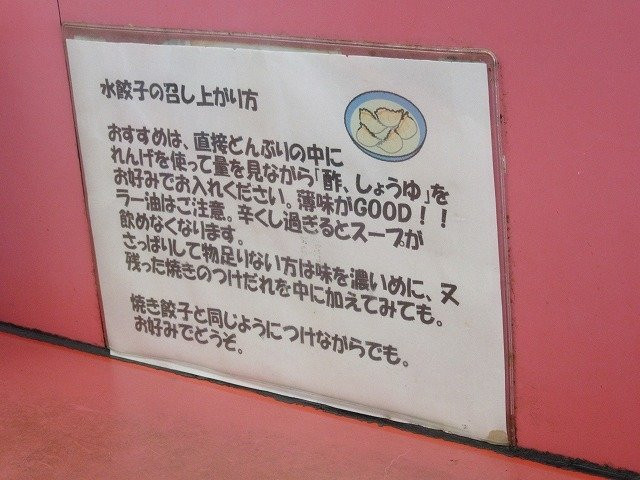 水餃子の召し上がり方
おすすめは、直接どんぶりの中に
れんげを使って量を見ながら「酢、しょうゆ」を
お好みでお入れください。薄味がGOOD!!
ラー油はご注意。辛くし過ぎるとスープが
飲めなくなります。
さっぱりして物足りない方は味を濃いめに、又
残った焼きのつけだれを中に加えてみても。
焼き餃子と同じようにつけながらでも。
お好みでどうぞ。